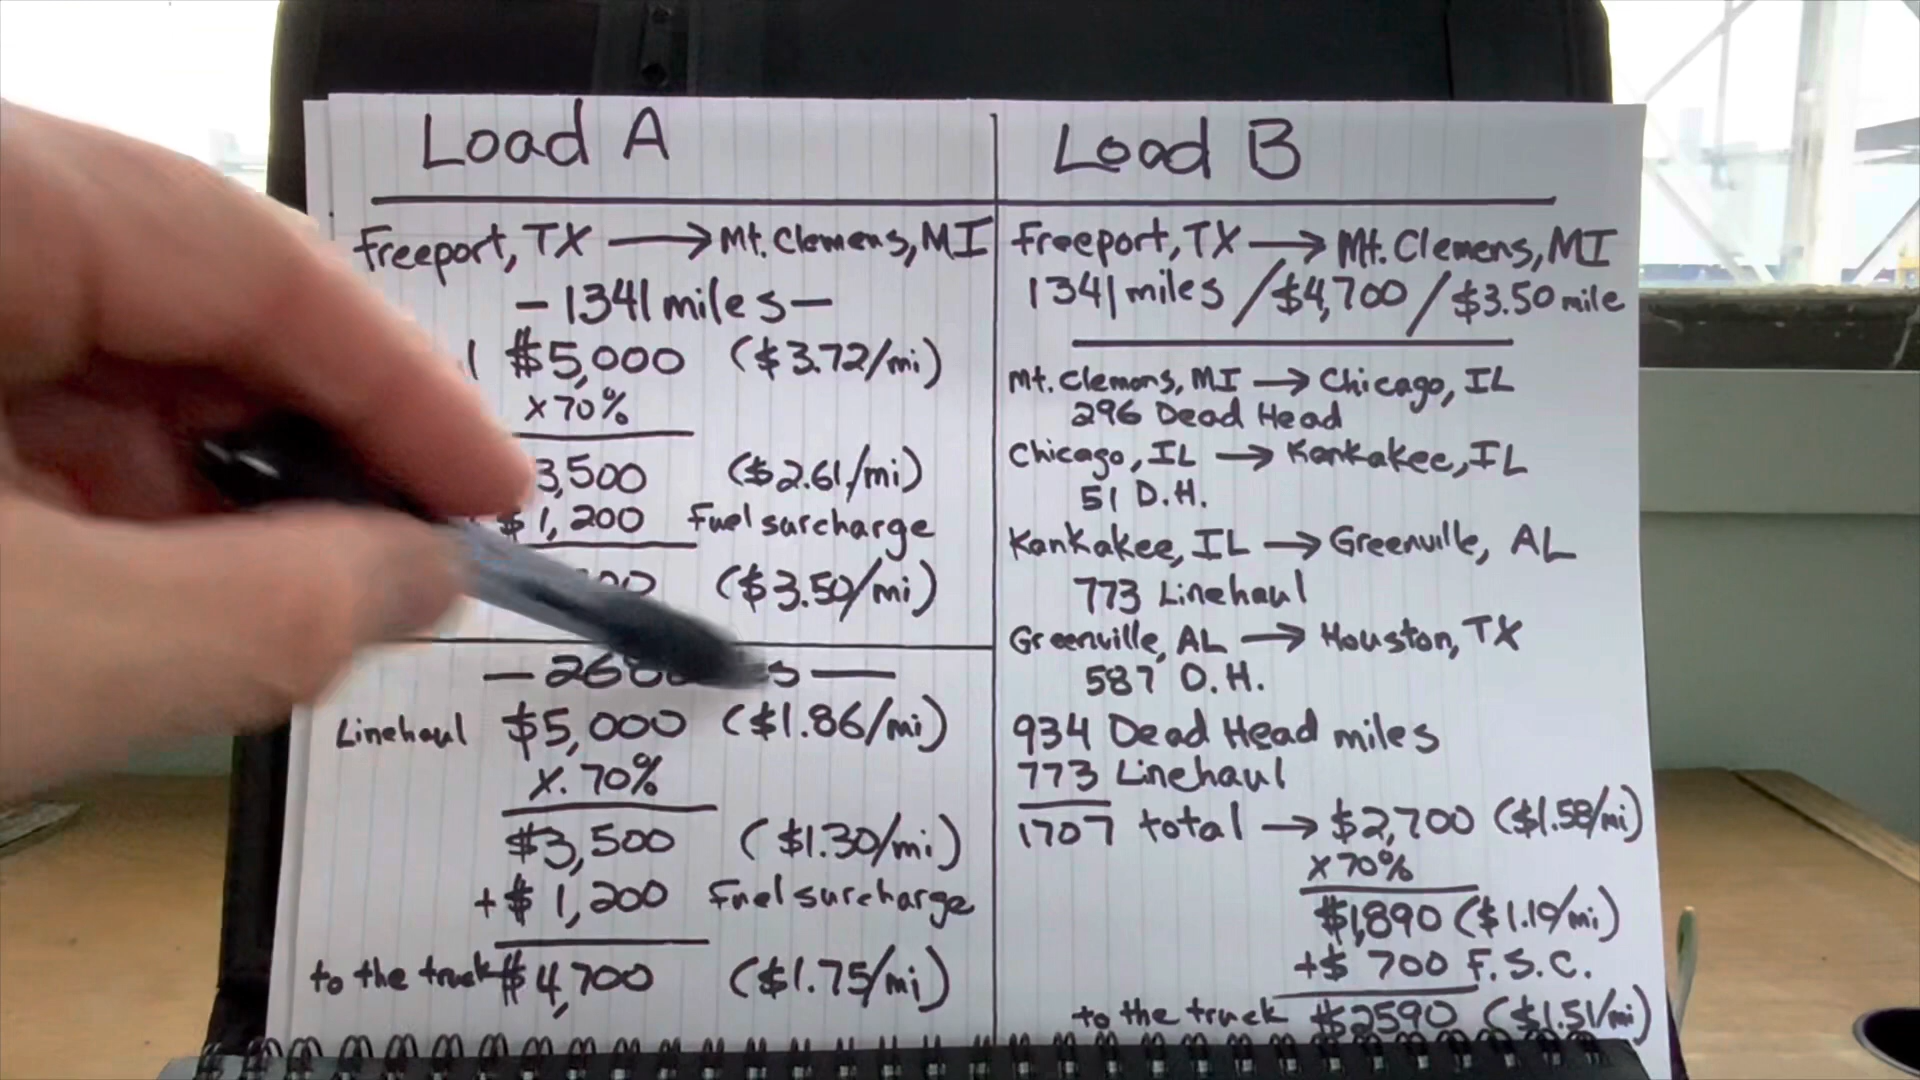 Load A
Freeport, TX → Mt. Clemens, MI
— 1341 miles —
$5,000 ($3.72/mi)
x 70%
3,500 ($2.61/mi)
$1,200 Fuel surcharge
($3.50/mi)
Linehaul $5,000 ($1.86/mi)
x. 70%
$3,500 ($1.30/mi)
+ $1,200 Fuel surcharge
to the truck $4,700 ($1.75/mi)
Load B
Freeport, TX → Mt. Clemens, MI
1341 miles / $4,700 / $3.50 mile
Mt. Clemons, MI → Chicago, IL
296 Dead Head
Chicago, IL → Kankakee, IL
51 D.H.
Kankakee, IL → Greenville, AL
773 Linehaul
Greenville, AL → Houston, TX
587 D.H.
934 Dead Head miles
773 Linehaul
1707 total → $2,700 ($1.58/mi)
x 70%
$1,890 ($1.10/mi)
+ $ 700 F.S.C.
to the truck $2590 ($1.51/mi)